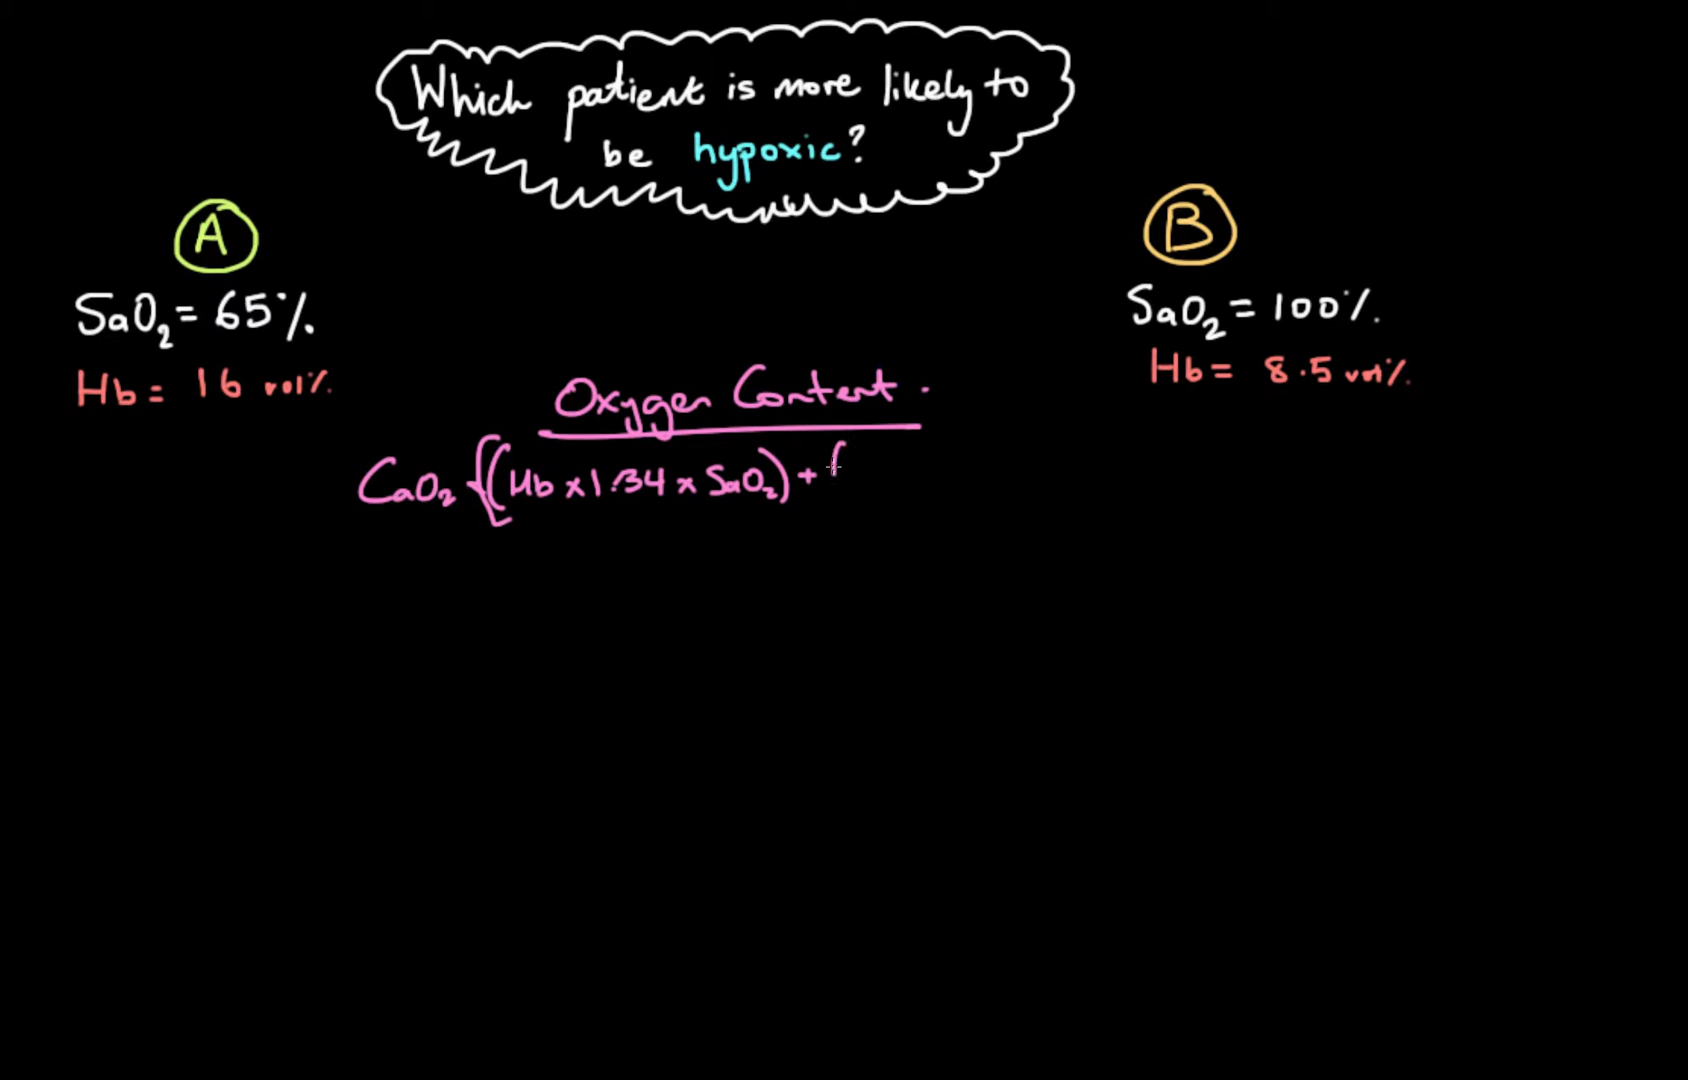 Which patient is more likely to
be hypoxic?
A
SaO₂ = 65%.
Hb = 16 vol%.
B
SaO₂ = 100%.
Hb = 8.5 vol%.
Oxygen Content.
CaO₂ {(Hb x 1.34 x SaO₂) + (